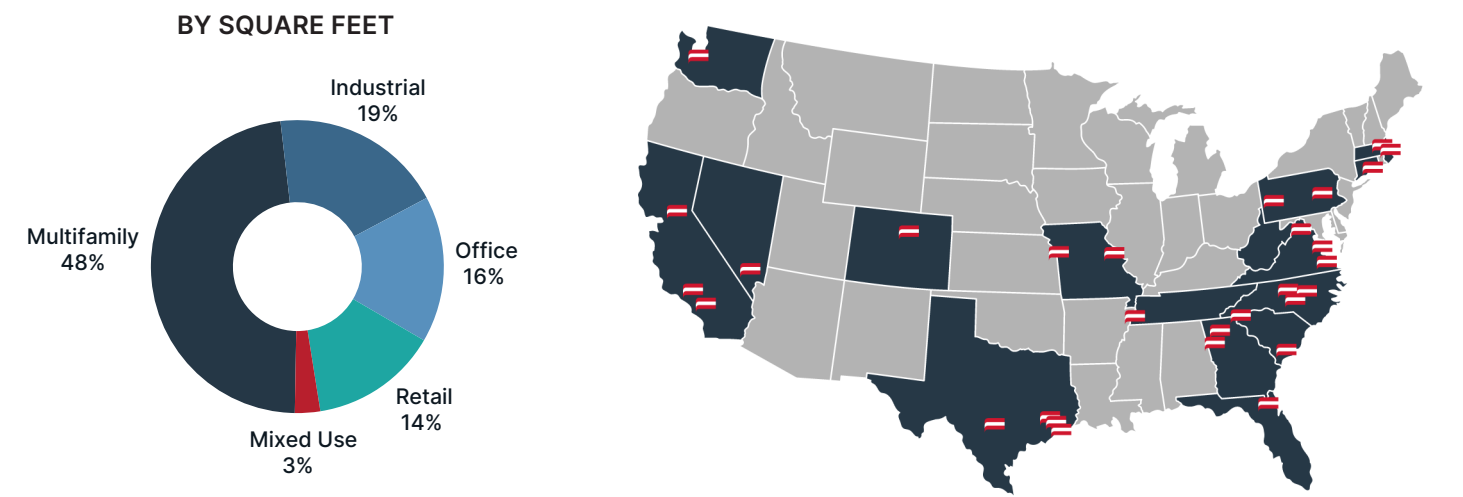 BY SQUARE FEET
Industrial
19%
Office
16%
Retail
14%
Mixed Use
3%
Multifamily
48%